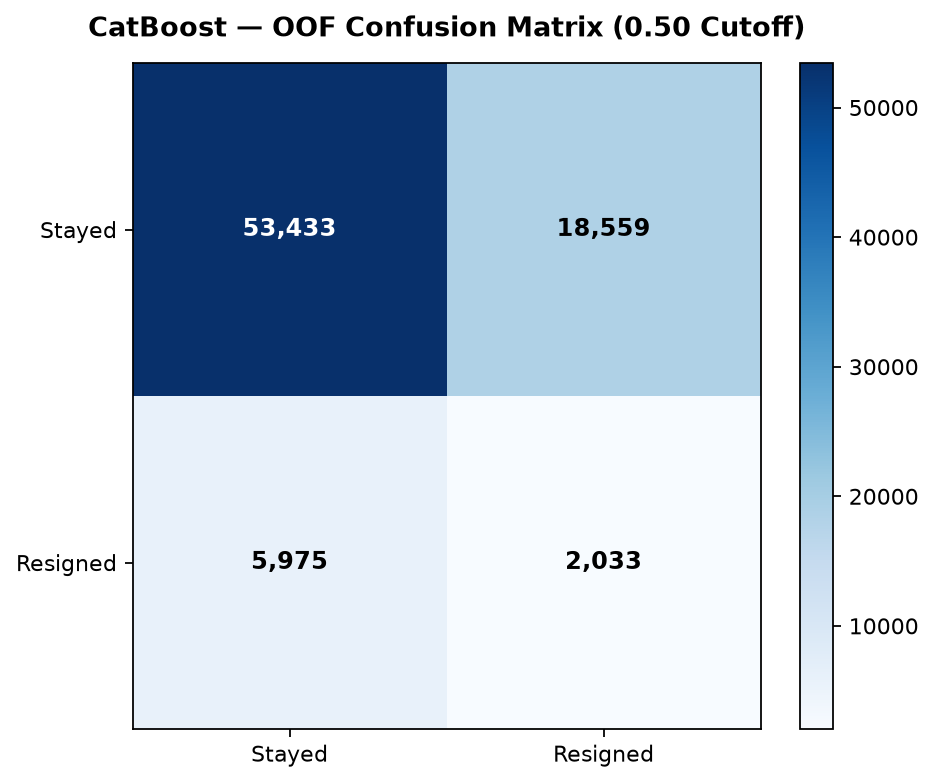 CatBoost — OOF Confusion Matrix (0.50 Cutoff)
Stayed
53,433
18,559
Resigned
5,975
2,033
Stayed
Resigned
50000
40000
30000
20000
10000